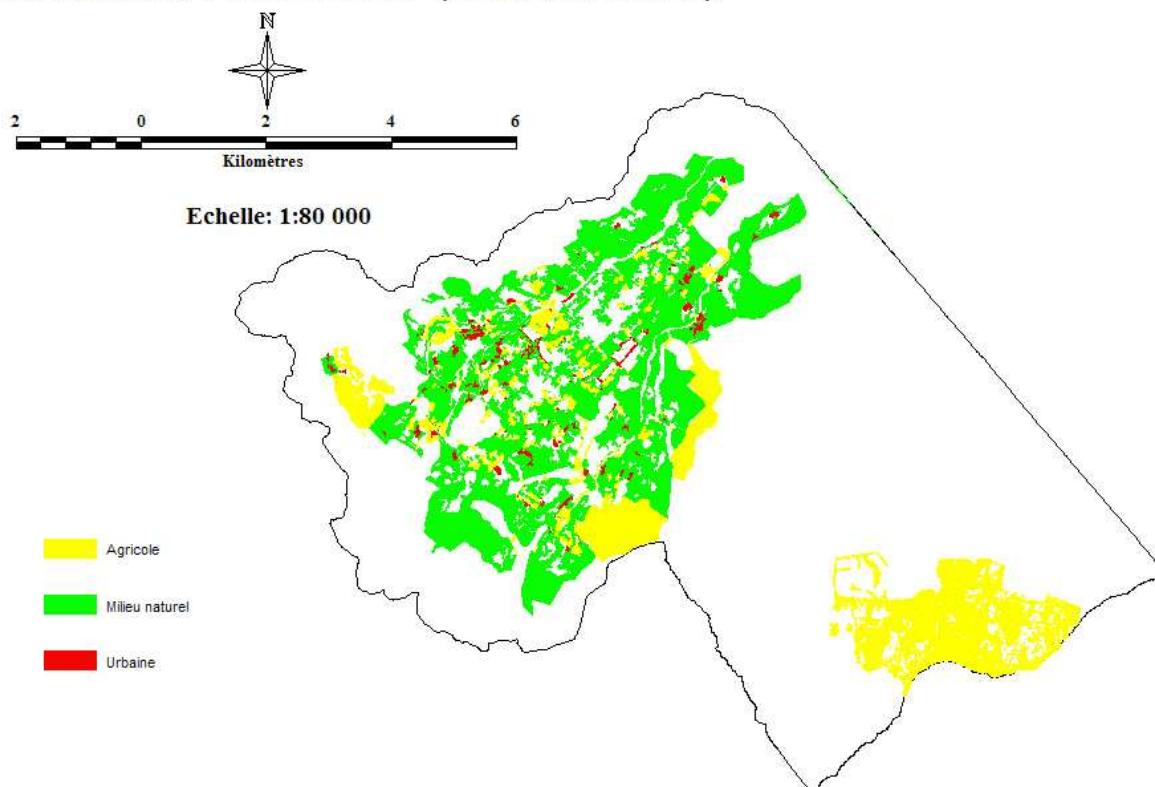 N
2 0 2 4 6
Kilomètres
Echelle: 1:80 000
Agricole
Milieu naturel
Urbaine